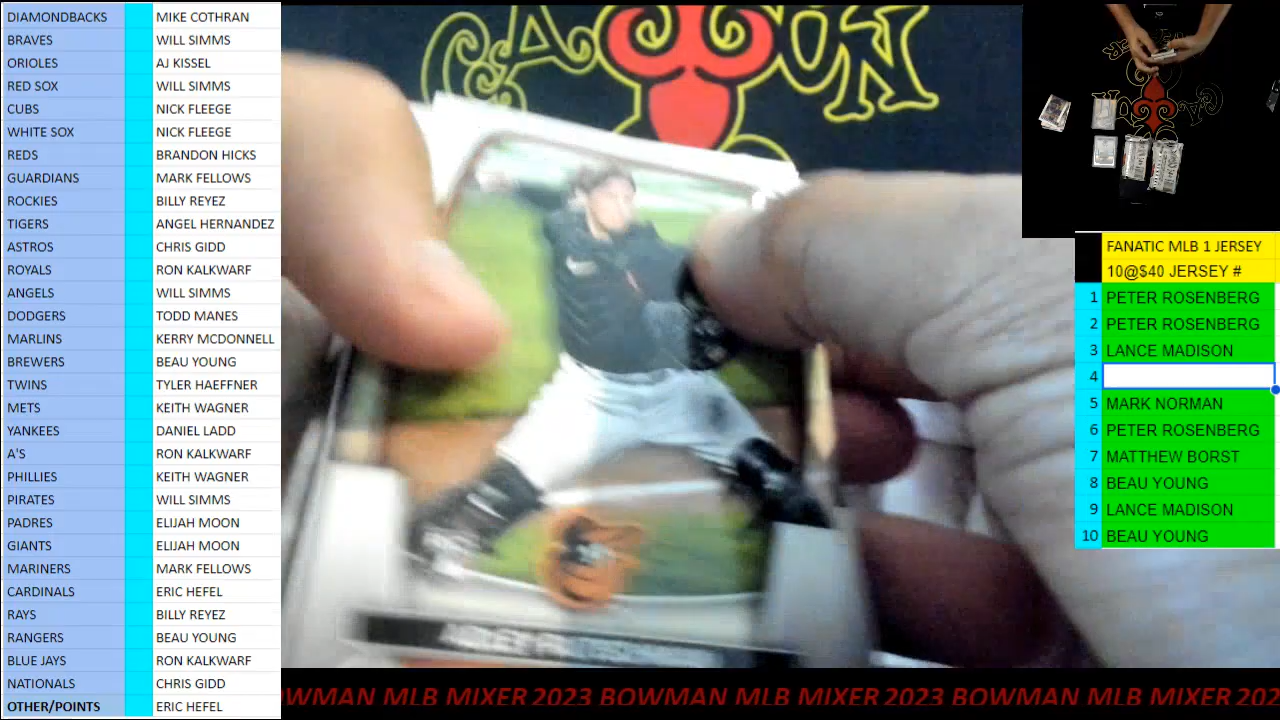 DIAMONDBACKS MIKE COTHRAN
BRAVES WILL SIMMS
ORIOLES AJ KISSEL
RED SOX WILL SIMMS
CUBS NICK FLEEGE
WHITE SOX NICK FLEEGE
REDS BRANDON HICKS
GUARDIANS MARK FELLOWS
ROCKIES BILLY REYEZ
TIGERS ANGEL HERNANDEZ
ASTROS CHRIS GIDD
ROYALS RON KALKWARF
ANGELS WILL SIMMS
DODGERS TODD MANES
MARLINS KERRY MCDONNELL
BREWERS BEAU YOUNG
TWINS TYLER HAEFFNER
METS KEITH WAGNER
YANKEES DANIEL LADD
A'S RON KALKWARF
PHILLIES KEITH WAGNER
PIRATES WILL SIMMS
PADRES ELIJAH MOON
GIANTS ELIJAH MOON
MARINERS MARK FELLOWS
CARDINALS ERIC HEFEL
RAYS BILLY REYEZ
RANGERS BEAU YOUNG
BLUE JAYS RON KALKWARF
NATIONALS CHRIS GIDD
OTHER/POINTS ERIC HEFEL
FANATIC MLB 1 JERSEY
10@$40 JERSEY #
1 PETER ROSENBERG
2 PETER ROSENBERG
3 LANCE MADISON
4
5 MARK NORMAN
6 PETER ROSENBERG
7 MATTHEW BORST
8 BEAU YOUNG
9 LANCE MADISON
10 BEAU YOUNG
OWMAN MLB MIXER 2023 BOWMAN MLB MIXER 2023 BOWMAN MLB MIXER 202